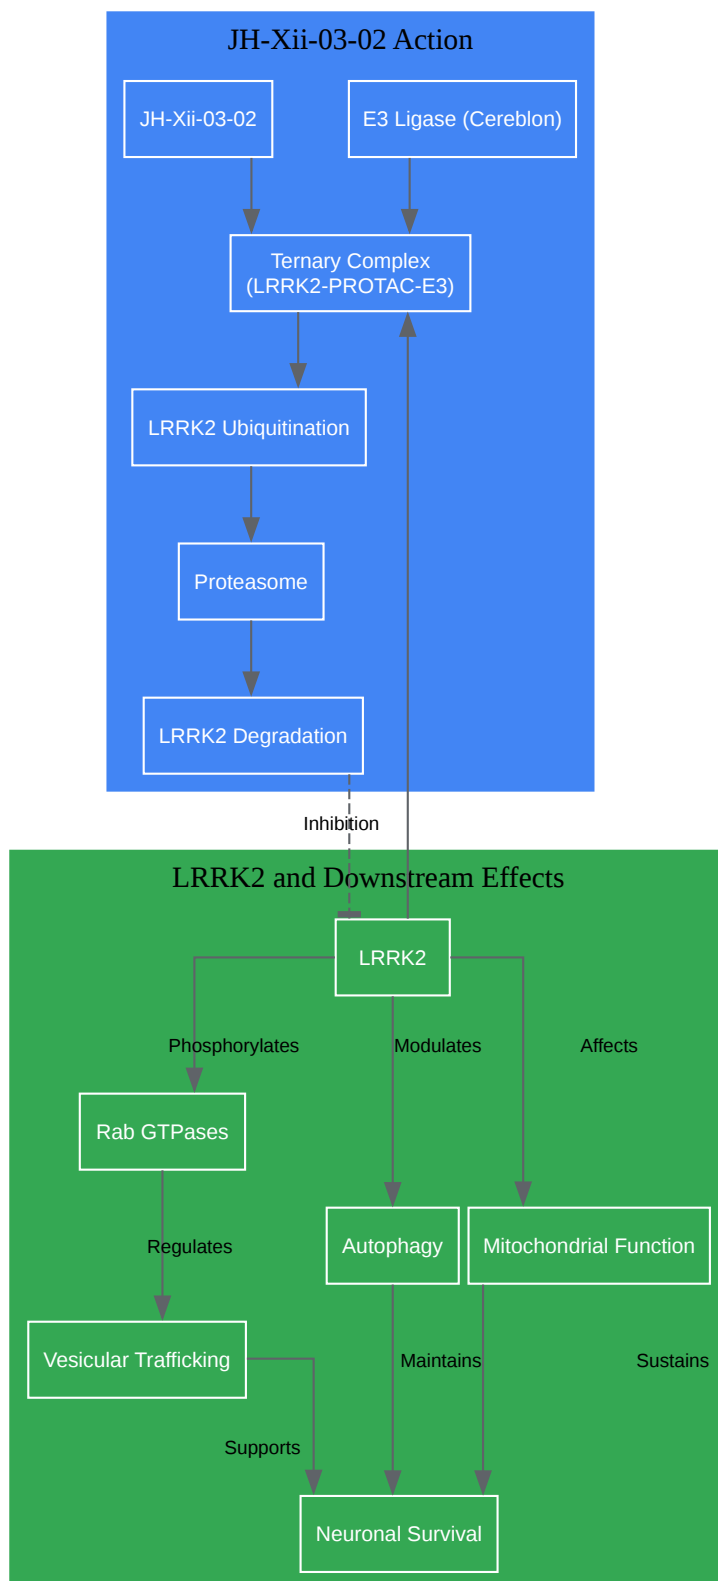 JH-Xii-03-02 Action
JH-Xii-03-02
E3 Ligase (Cereblon)
Ternary Complex
(LRRK2-PROTAC-E3)
LRRK2 Ubiquitination
Proteasome
LRRK2 Degradation
Inhibition
LRRK2 and Downstream Effects
LRRK2
Phosphorylates
Modulates
Affects
Rab GTPases
Regulates
Autophagy
Mitochondrial Function
Vesicular Trafficking
Maintains
Sustains
Supports
Neuronal Survival